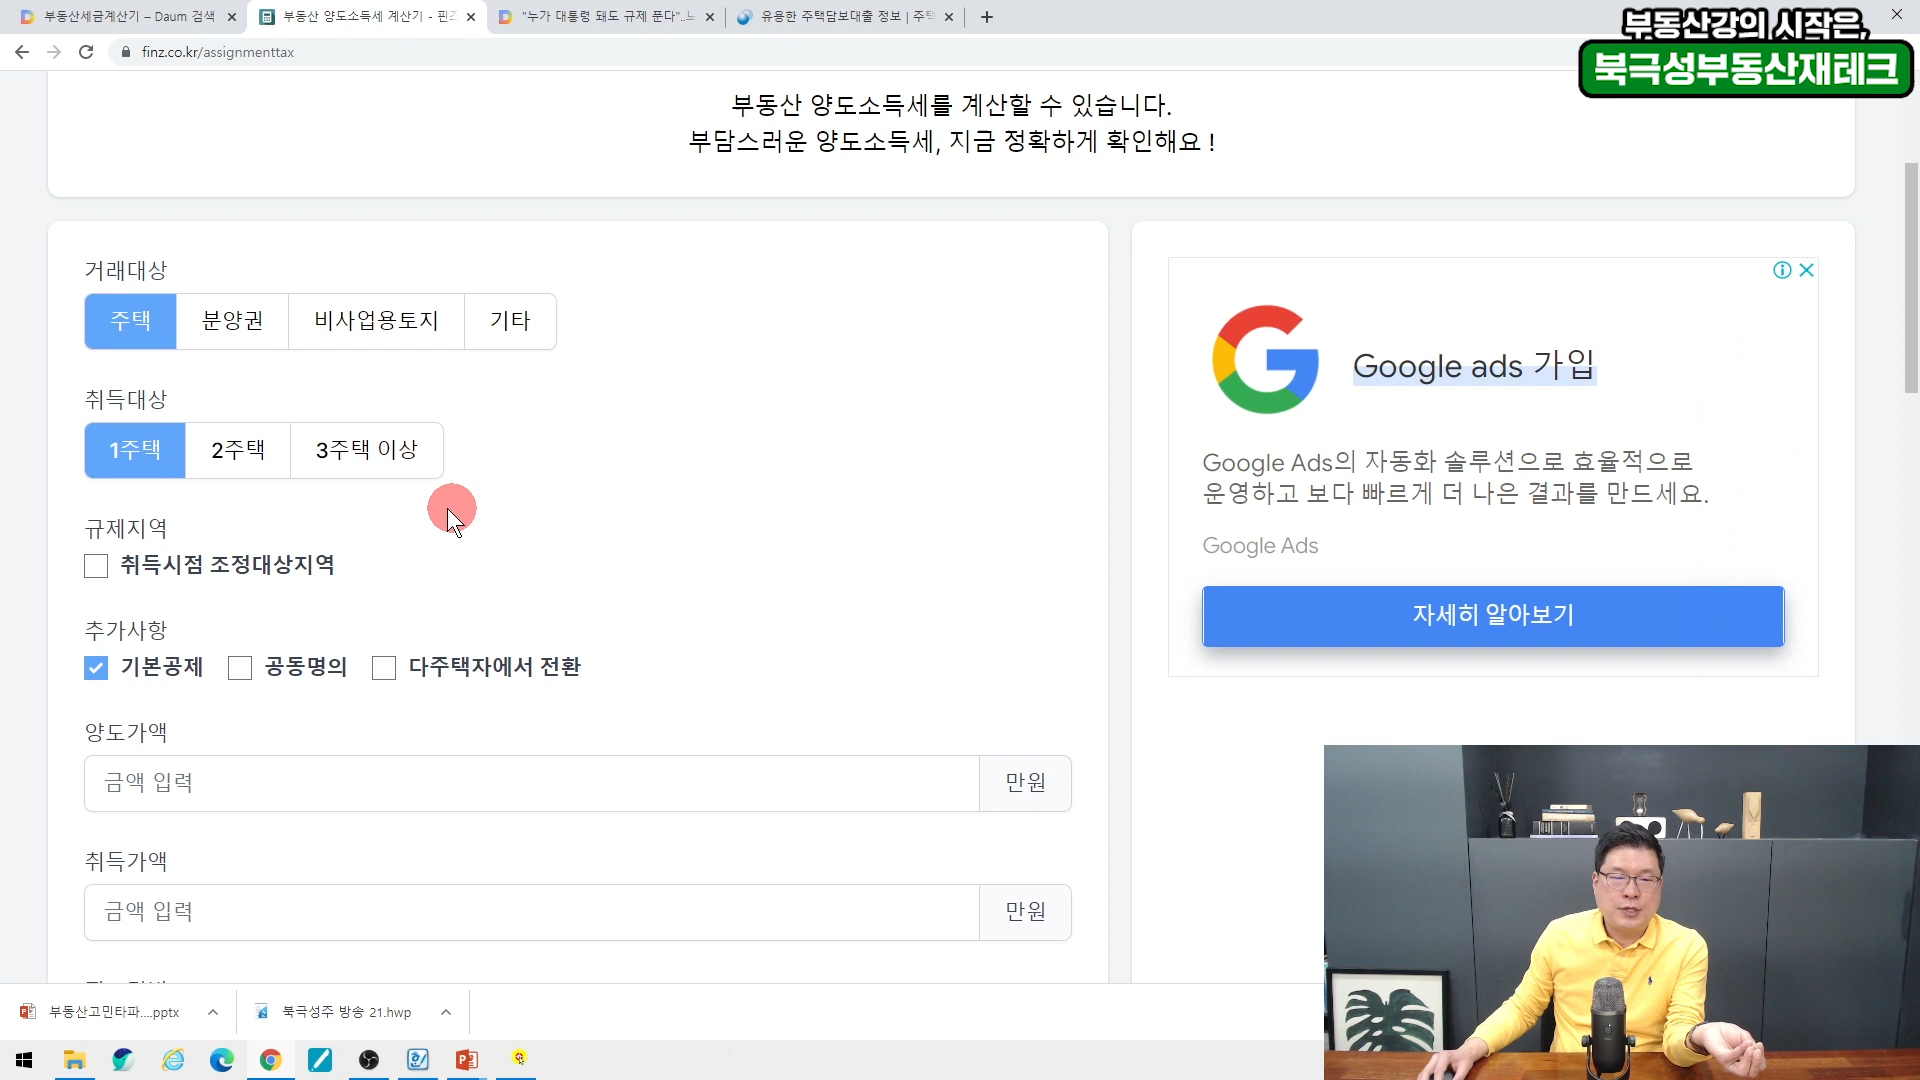 부동산세금계산기 – Daum 검색
부동산 양도소득세 계산기 - 핀즈
"누가 대통령 돼도 규제 푼다"..노
유용한 주택담보대출 정보 | 주택
finz.co.kr/assignmenttax
부동산강의 시작은,
북극성부동산재테크
부동산 양도소득세를 계산할 수 있습니다.
부담스러운 양도소득세, 지금 정확하게 확인해요 !
거래대상
주택 분양권 비사업용토지 기타
취득대상
1주택 2주택 3주택 이상
규제지역
취득시점 조정대상지역
추가사항
기본공제 공동명의 다주택자에서 전환
양도가액
금액 입력 만원
취득가액
금액 입력 만원
Google ads 가입
Google Ads의 자동화 솔루션으로 효율적으로
운영하고 보다 빠르게 더 나은 결과를 만드세요.
Google Ads
자세히 알아보기
부동산고민타파....pptx
북극성주 방송 21.hwp